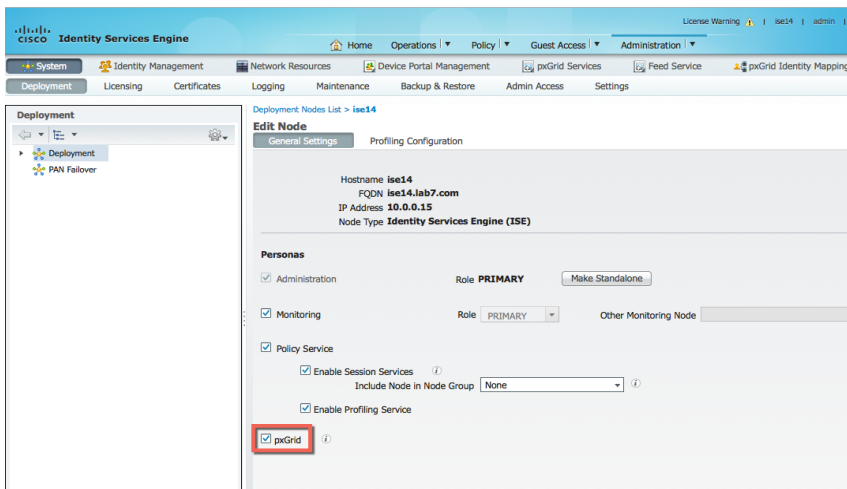 License Warning | ise14 | admin |
CISCO Identity Services Engine
Home Operations Policy Guest Access Administration
System Identity Management Network Resources Device Portal Management pxGrid Services Feed Service pxGrid Identity Mapping
Deployment Licensing Certificates Logging Maintenance Backup & Restore Admin Access Settings
Deployment
Deployment
PAN Failover
Deployment Nodes List > ise14
Edit Node
General Settings Profiling Configuration
Hostname ise14
FQDN ise14.lab7.com
IP Address 10.0.0.15
Node Type Identity Services Engine (ISE)
Personas
Administration Role PRIMARY Make Standalone
Monitoring Role PRIMARY Other Monitoring Node
Policy Service
Enable Session Services
Include Node in Node Group None
Enable Profiling Service
pxGrid